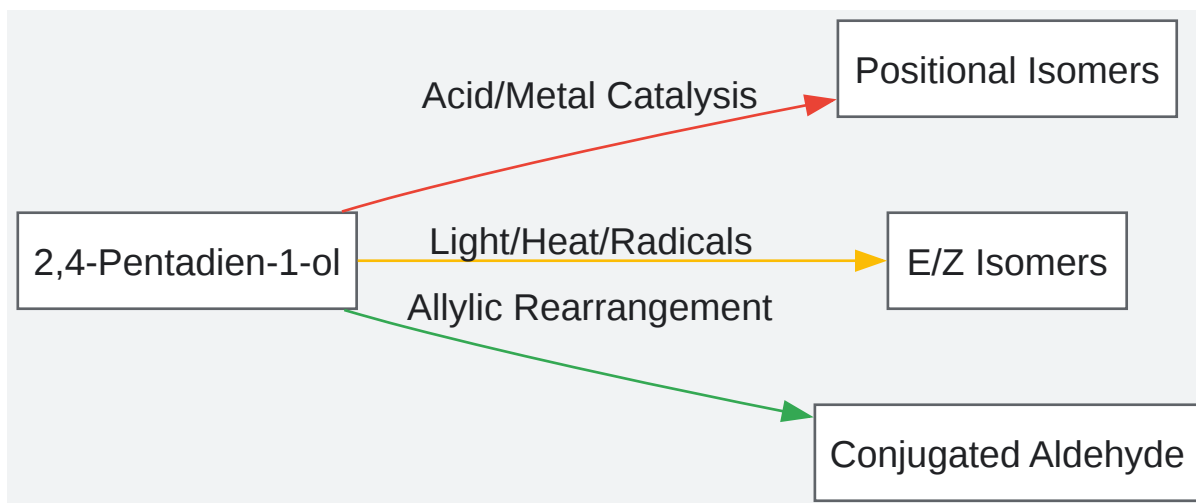 Positional Isomers
Acid/Metal Catalysis
2,4-Pentadien-1-ol
Light/Heat/Radicals
E/Z Isomers
Allylic Rearrangement
Conjugated Aldehyde